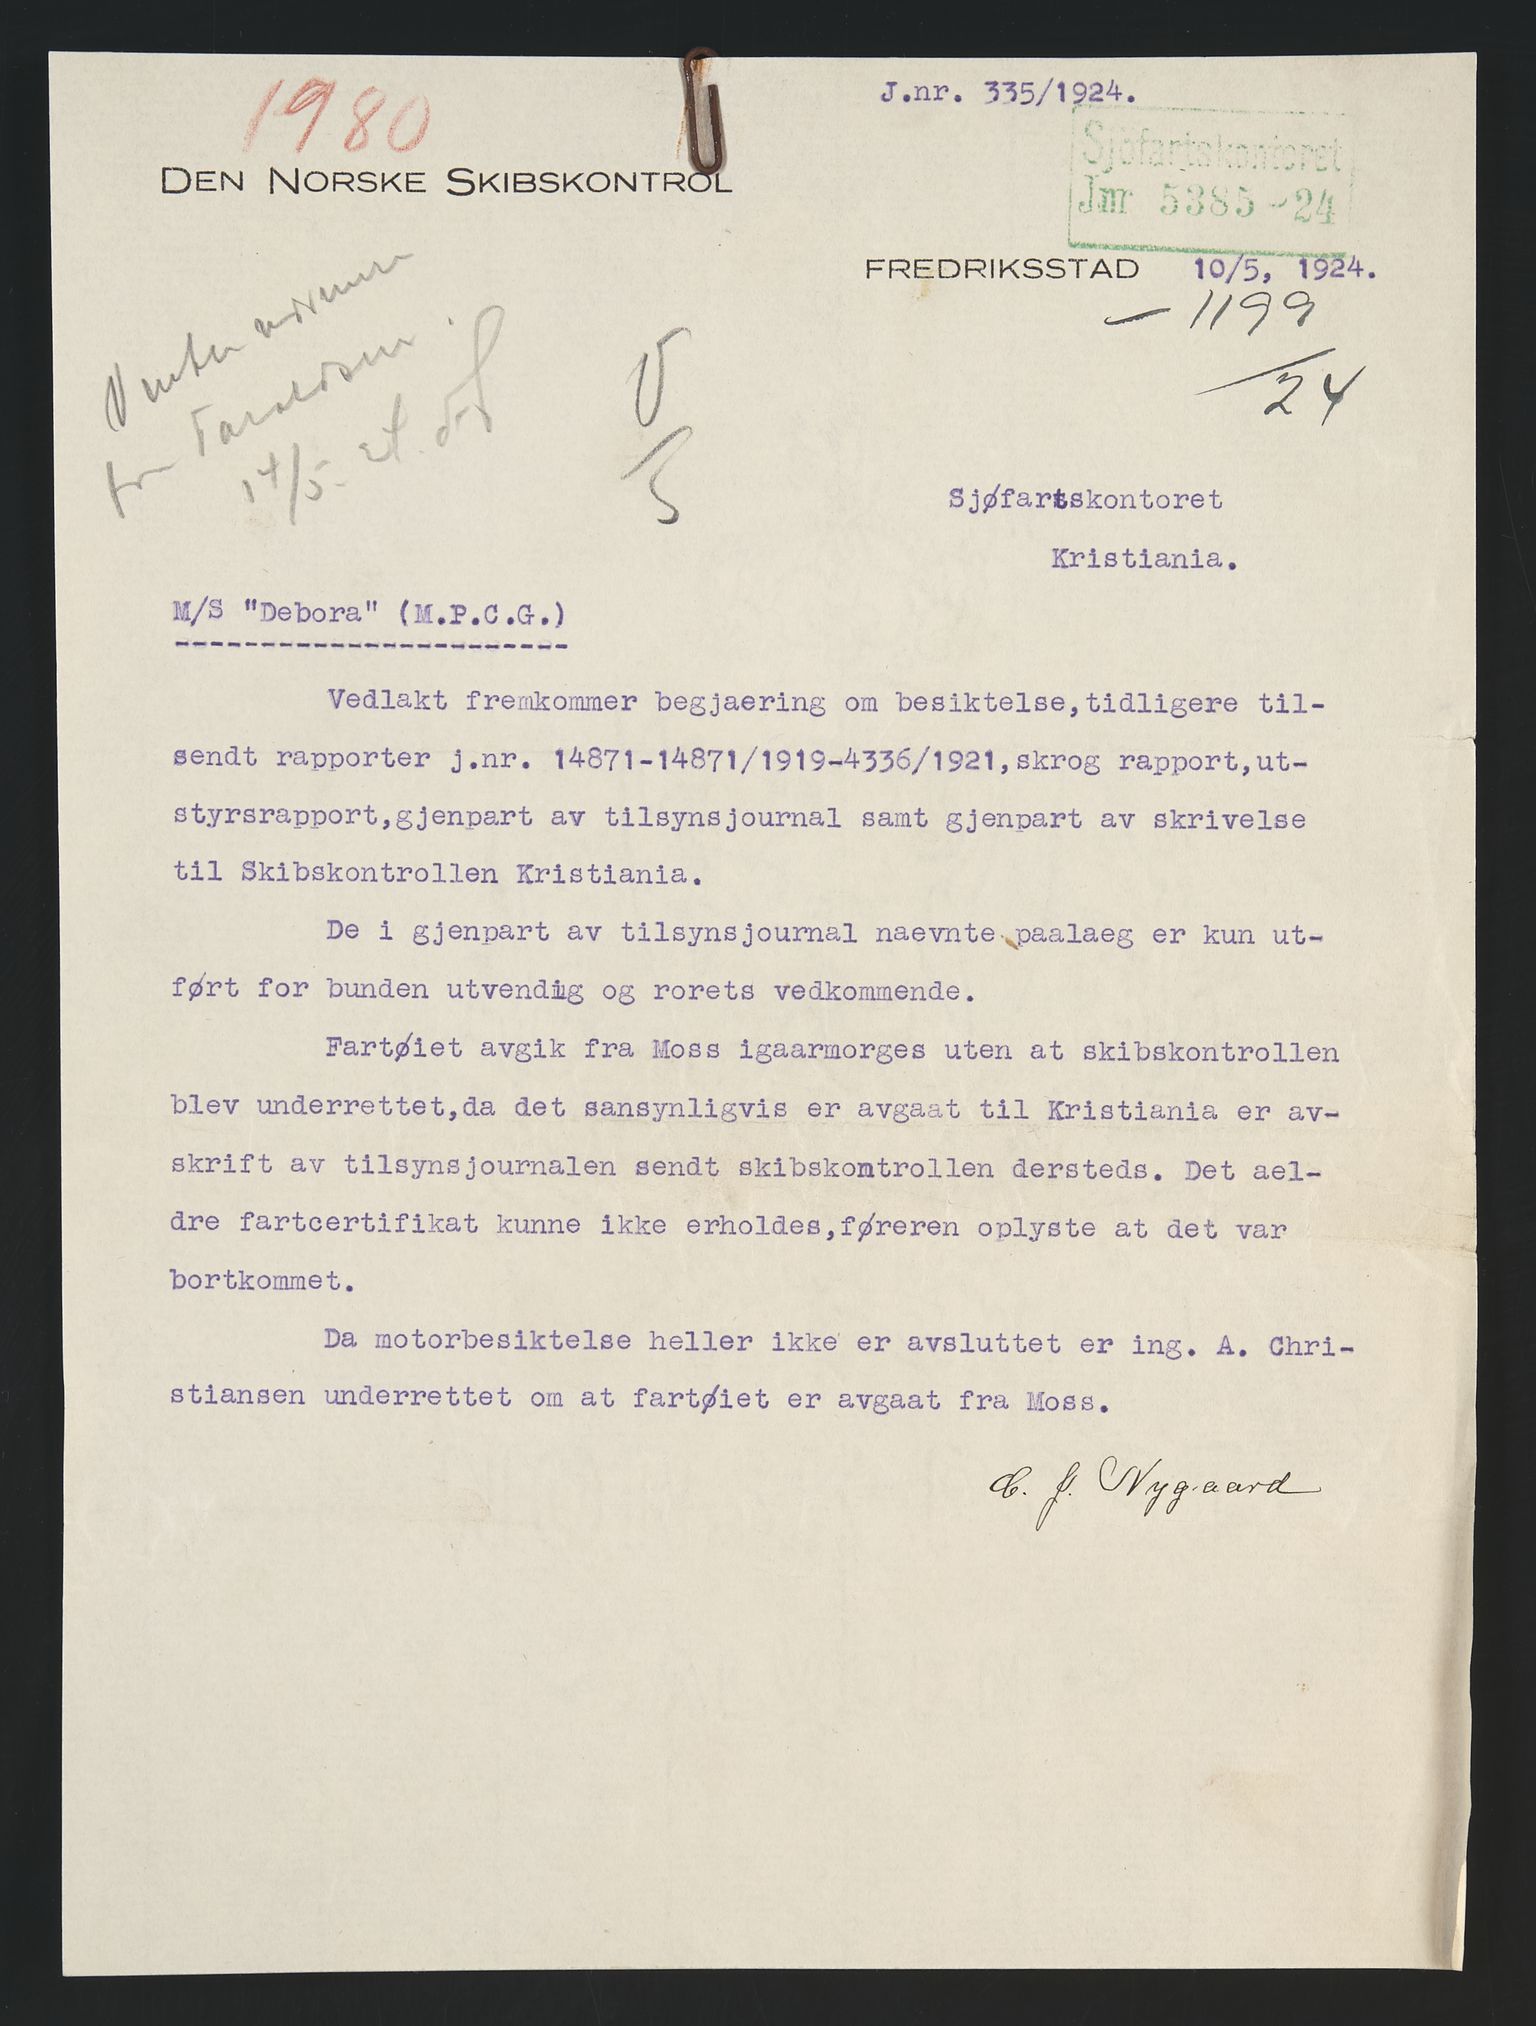 1980
J.nr. 335/1924.
DEN NORSKE SKIBSKONTROL
Sjöfartskontoret
Jnr 5385-24
FREDRIKSSTAD 10/5, 1924.
- 1199
24
14/5.
V
5
Sjøfartskontoret
Kristiania.
M/S "Debora" (M.P.C.G.)
-----------------------
Vedlakt fremkommer begjaering om besiktelse,tidligere til-
sendt rapporter j.nr. 14871-14871/1919-4336/1921,skrog rapport,ut-
styrsrapport,gjenpart av tilsynsjournal samt gjenpart av skrivelse
til Skibskontrollen Kristiania.
De i gjenpart av tilsynsjournal naevnte paalaeg er kun ut-
ført for bunden utvendig og rorets vedkommende.
Fartøiet avgik fra Moss igaarmorges uten at skibskontrollen
blev underrettet,da det sansynligvis er avgaat til Kristiania er av-
skrift av tilsynsjournalen sendt skibskontrollen dersteds. Det ael-
dre fartcertifikat kunne ikke erholdes,føreren oplyste at det var
bortkommet.
Da motorbesiktelse heller ikke er avsluttet er ing. A. Chri-
stiansen underrettet om at fartøiet er avgaat fra Moss.
C. J. Nygaard